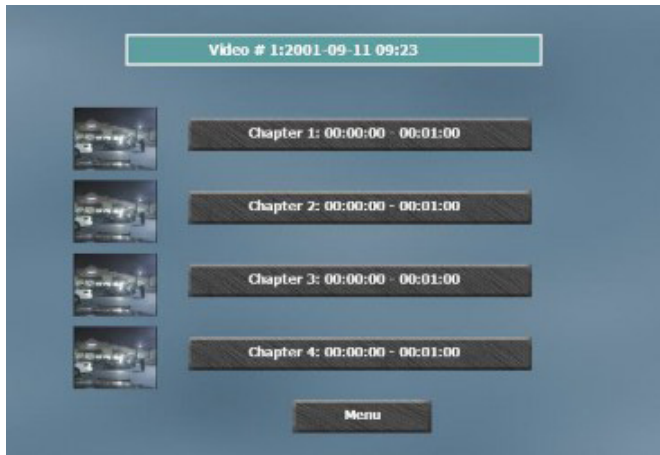 Video # 1:2001-09-11 09:23
Chapter 1: 00:00:00 - 00:01:00
Chapter 2: 00:00:00 - 00:01:00
Chapter 3: 00:00:00 - 00:01:00
Chapter 4: 00:00:00 - 00:01:00
Menu